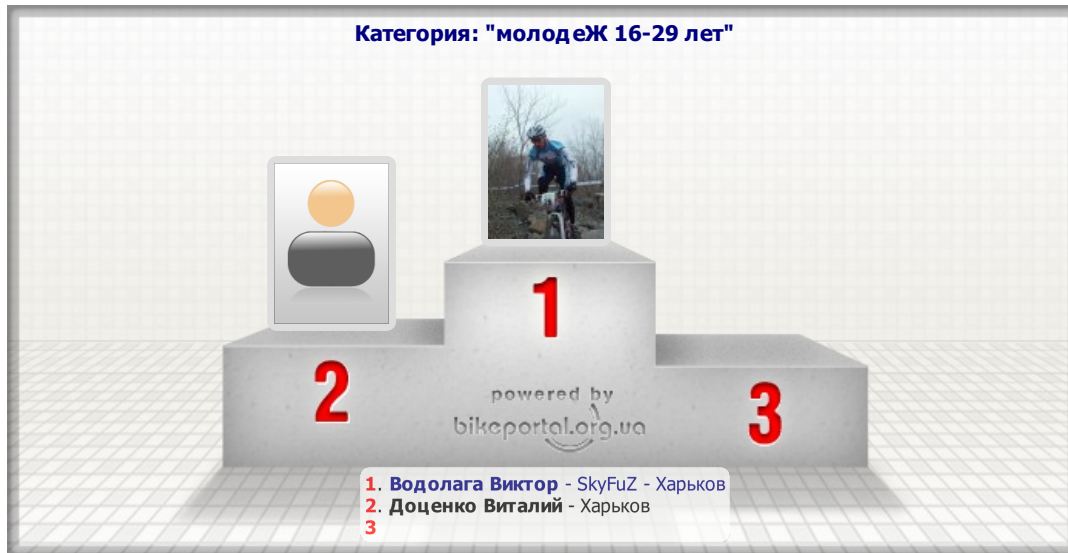 Категория: "молодеЖ 16-29 лет"
1
2
3
powered by
bikeportal.org.ua
1. Водолага Виктор - SkyFuZ - Харьков
2. Доценко Виталий - Харьков
3